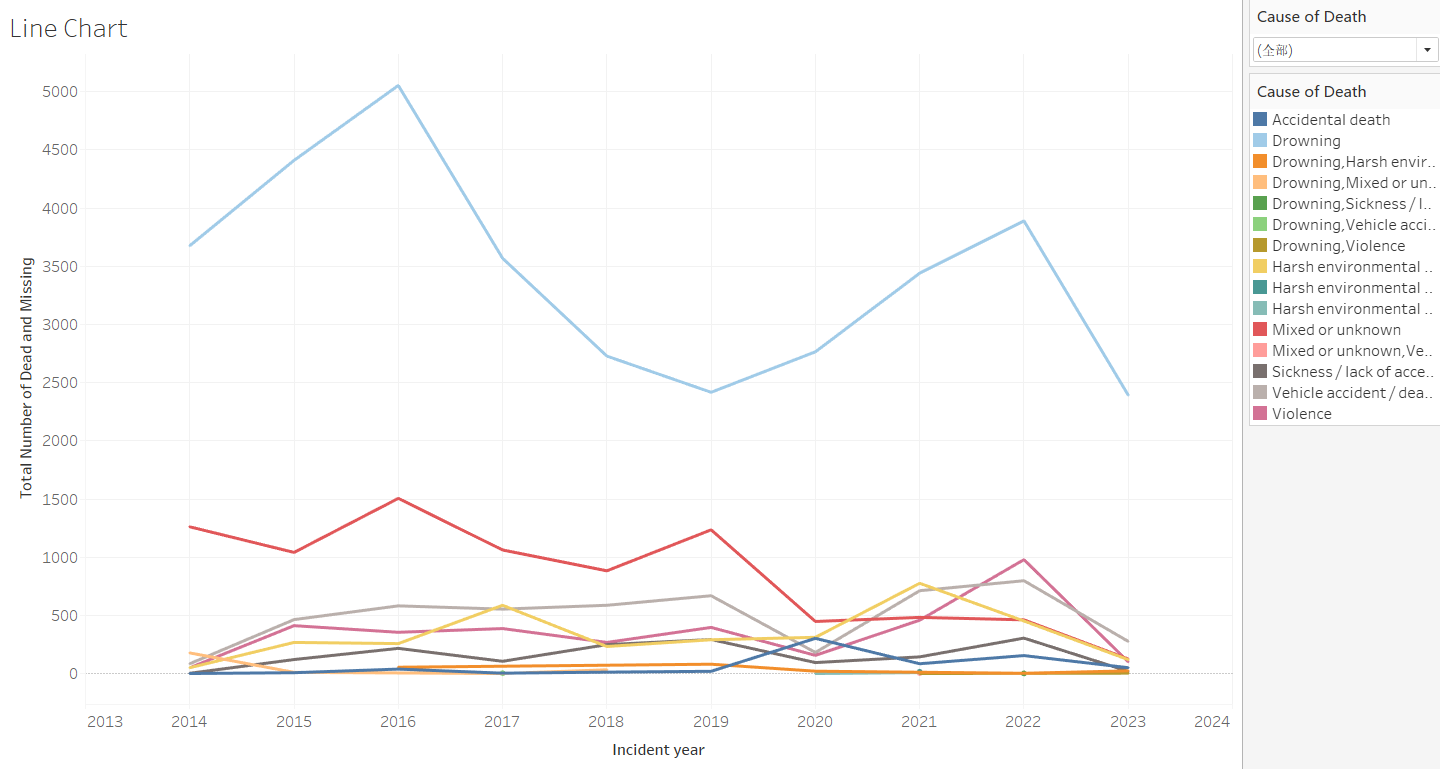 Line Chart
Total Number of Dead and Missing
5000
4500
4000
3500
3000
2500
2000
1500
1000
500
0
2013 2014 2015 2016 2017 2018 2019 2020 2021 2022 2023 2024
Incident year
Cause of Death
(全部)
Cause of Death
Accidental death
Drowning
Drowning,Harsh envir..
Drowning,Mixed or un..
Drowning,Sickness / l..
Drowning,Vehicle acci..
Drowning,Violence
Harsh environmental ..
Harsh environmental ..
Harsh environmental ..
Mixed or unknown
Mixed or unknown,Ve..
Sickness / lack of acce..
Vehicle accident / dea..
Violence